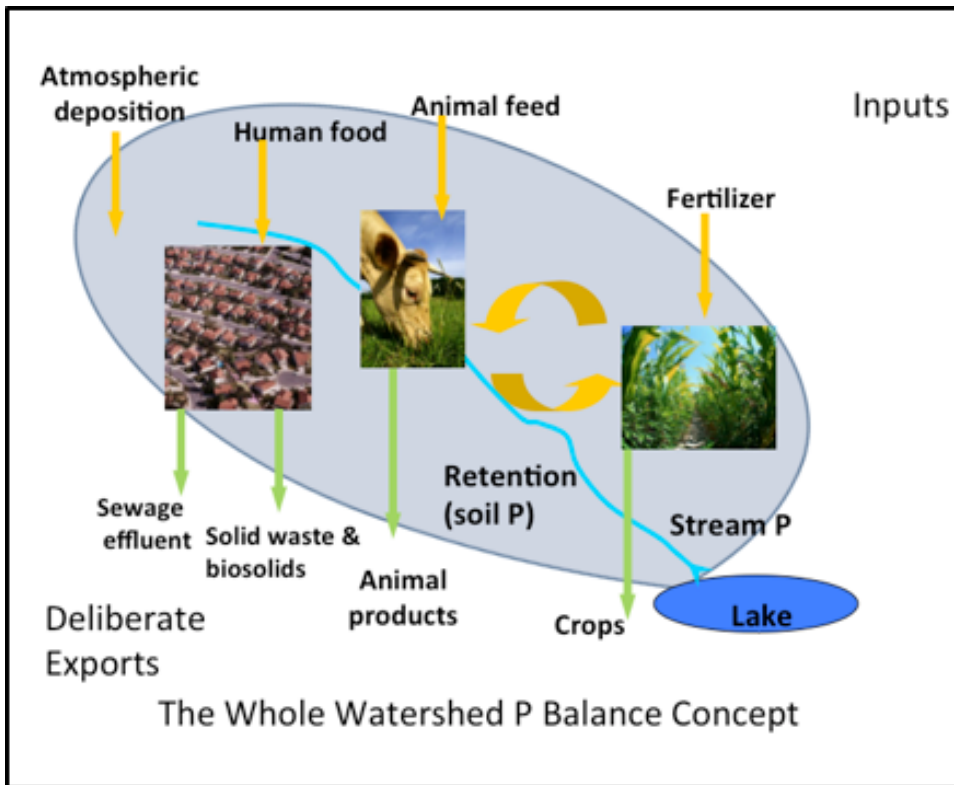 Atmospheric
deposition
Human food
Animal feed
Inputs
Fertilizer
Retention
(soil P)
Stream P
Sewage
effluent
Solid waste &
biosolids
Animal
products
Crops
Lake
Deliberate
Exports
The Whole Watershed P Balance Concept